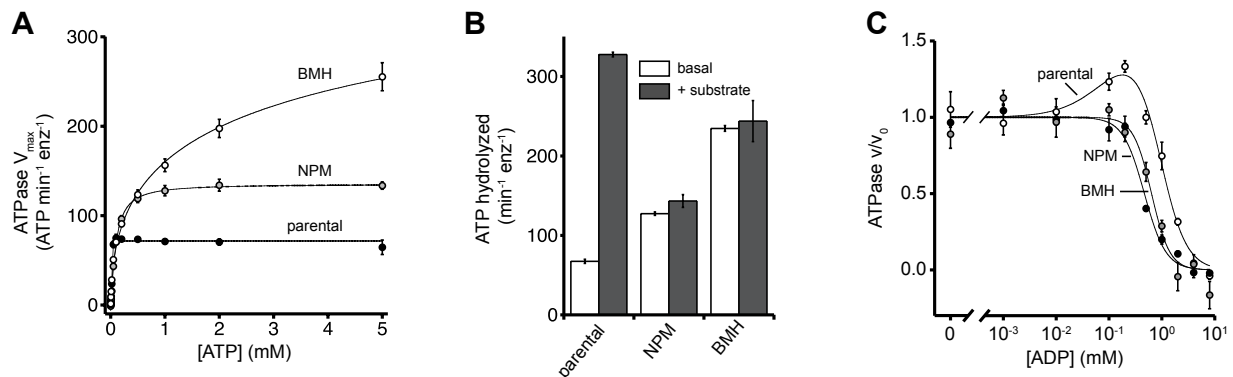 A
ATPase Vmax
(ATP min-1 enz-1)
300
200
100
0
0
1
2
5
[ATP] (mM)
BMH
NPM
parental
B
ATP hydrolyzed
(min-1 enz-1)
300
200
100
0
basal
+ substrate
parental
NPM
BMH
C
ATPase v/v0
1.5
1.0
0.5
0.0
parental
NPM
BMH
0
10-3
10-2
10-1
100
101
[ADP] (mM)